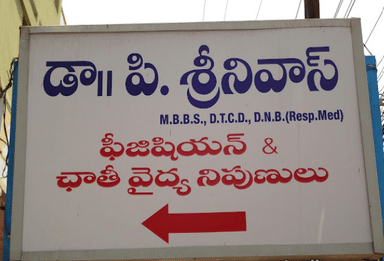 డా॥ పి. శ్రీనివాస్
M.B.B.S., D.T.C.D., D.N.B.(Resp.Med)
ఫిజిషియన్ &
ఛాతీ వైద్య నిపుణులు